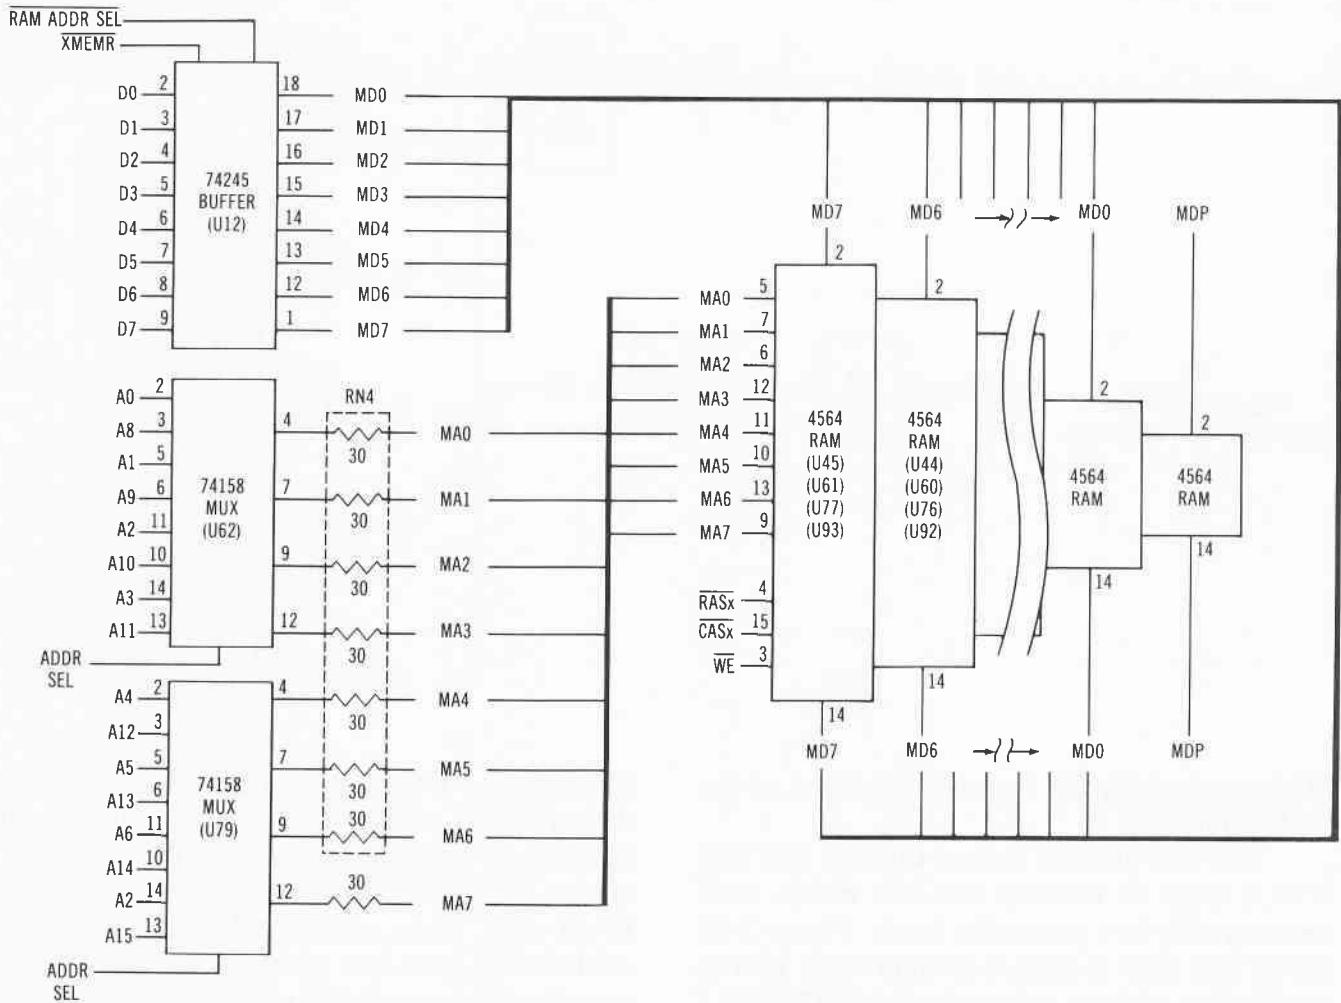 RAM ADDR SEL
XMEMR
D0 2
D1 3
D2 4
D3 5
D4 6
D5 7
D6 8
D7 9
74245
BUFFER
(U12)
18 MD0
17 MD1
16 MD2
15 MD3
14 MD4
13 MD5
12 MD6
1 MD7
A0 2
A8 3
A1 5
A9 6
A2 11
A10 10
A3 14
A11 13
74158
MUX
(U62)
ADDR
SEL
RN4
4 30 MA0
7 30 MA1
9 30 MA2
12 30 MA3
A4 2
A12 3
A5 5
A13 6
A6 11
A14 10
A2 14
A15 13
74158
MUX
(U79)
ADDR
SEL
4 30 MA4
7 30 MA5
9 30 MA6
12 30 MA7
MD7 MD6 MD0 MDP
2 2 2 2
MA0 5
MA1 7
MA2 6
MA3 12
MA4 11
MA5 10
MA6 13
MA7 9
RASx 4
CASx 15
WE 3
4564
RAM
(U45)
(U61)
(U77)
(U93)
4564
RAM
(U44)
(U60)
(U76)
(U92)
4564
RAM
4564
RAM
14 14 14 14
MD7 MD6 MD0 MDP